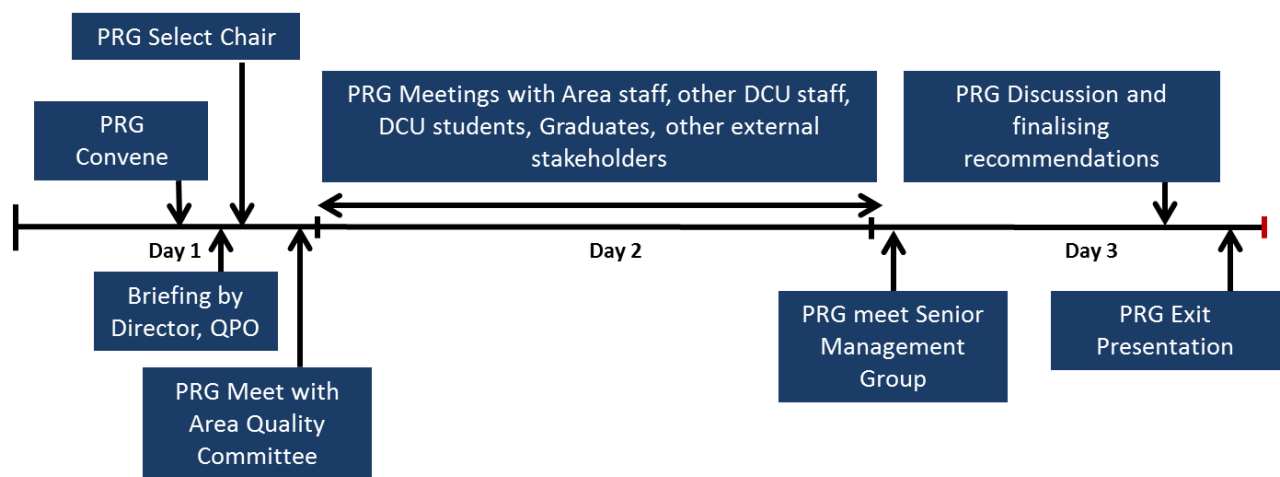 PRG Select Chair
PRG
Convene
PRG Meetings with Area staff, other DCU staff,
DCU students, Graduates, other external
stakeholders
PRG Discussion and
finalising
recommendations
Day 1
Day 2
Day 3
Briefing by
Director, QPO
PRG Meet with
Area Quality
Committee
PRG meet Senior
Management
Group
PRG Exit
Presentation